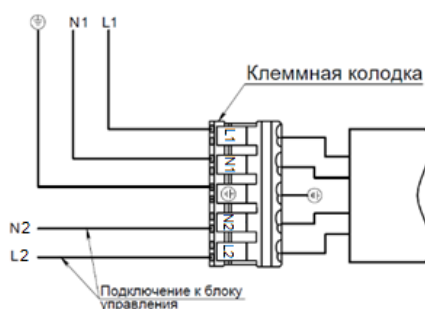 N1 L1
Клеммная колодка
L1
N1
N2
L2
N2
L2
Подключение к блоку
управления